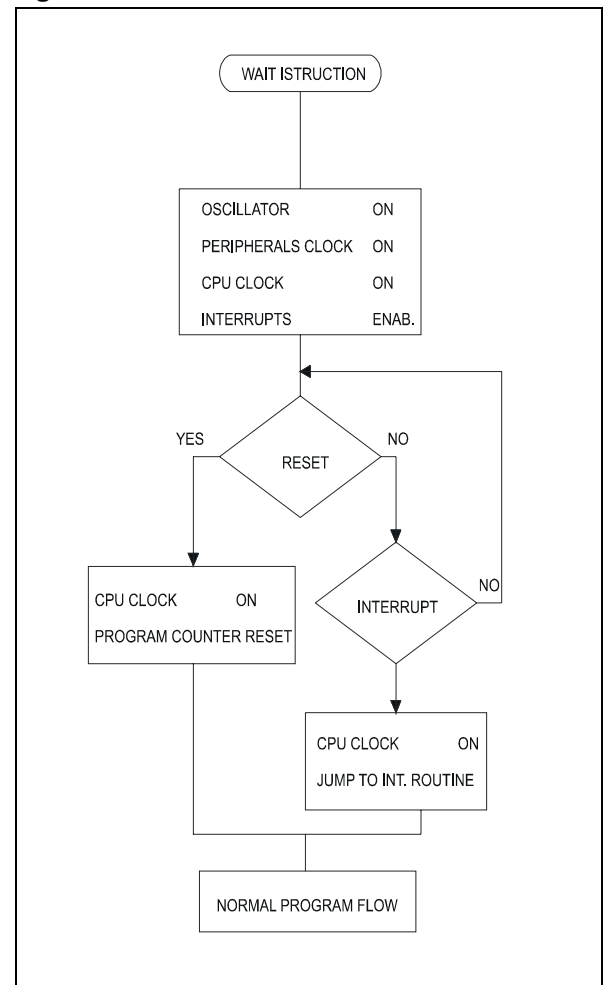 WAIT ISTRUCTION
OSCILLATOR ON
PERIPHERALS CLOCK ON
CPU CLOCK ON
INTERRUPTS ENAB.
YES
NO
RESET
CPU CLOCK ON
PROGRAM COUNTER RESET
INTERRUPT
NO
CPU CLOCK ON
JUMP TO INT. ROUTINE
NORMAL PROGRAM FLOW